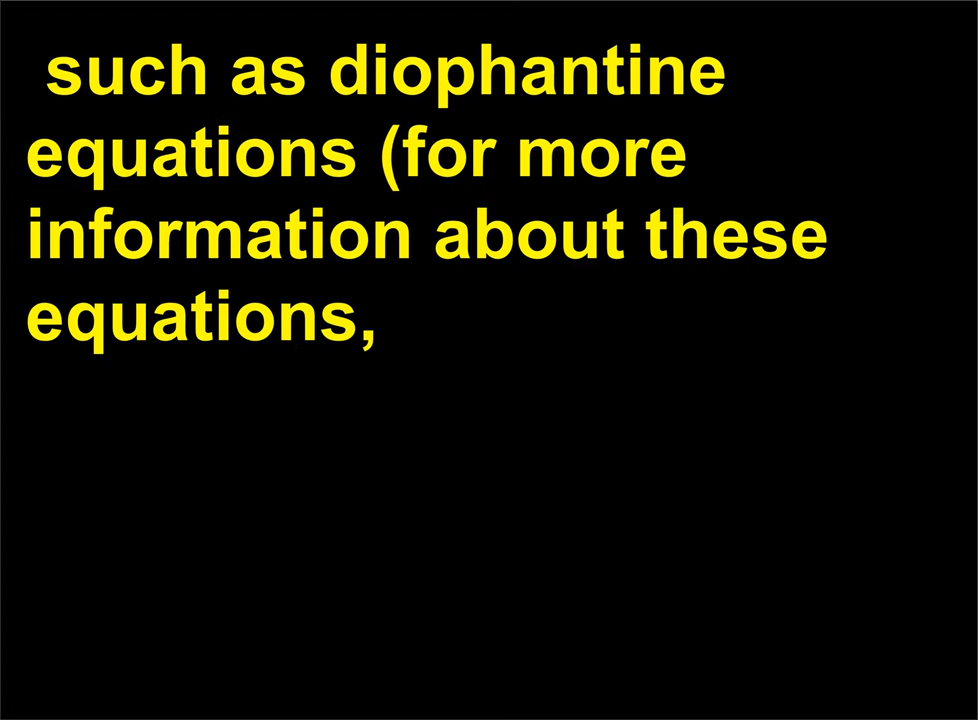 such as diophantine
equations (for more
information about these
equations,